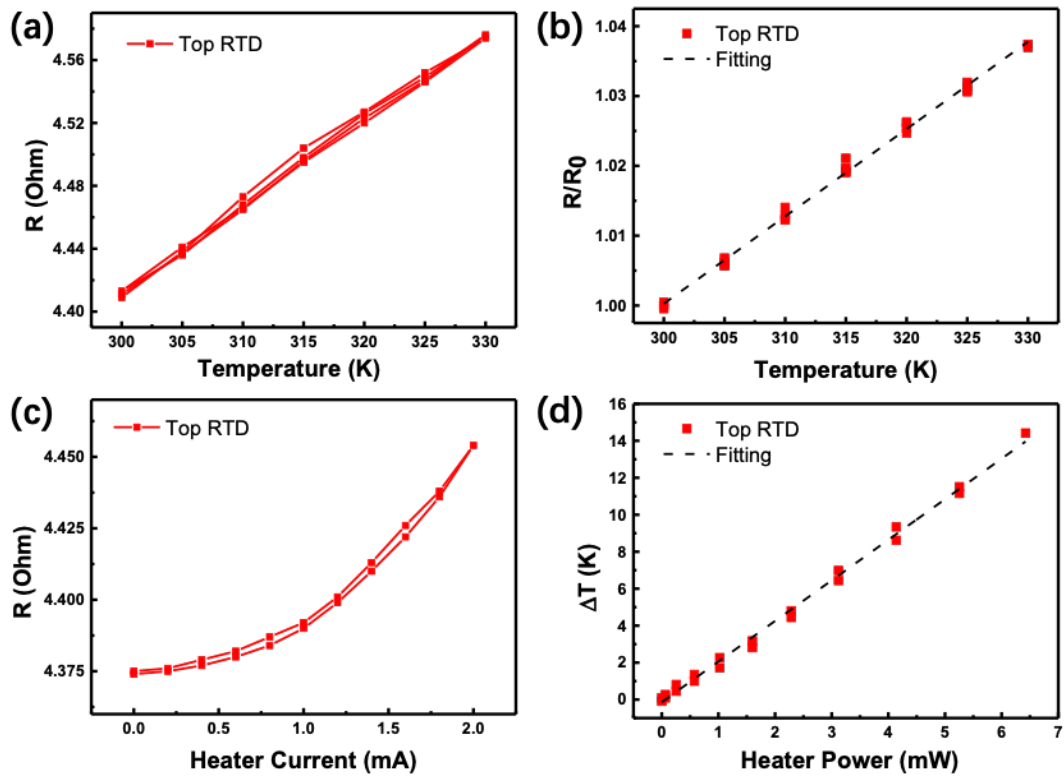 (a)
Top RTD
R (Ohm)
4.56
4.52
4.48
4.44
4.40
300 305 310 315 320 325 330
Temperature (K)
(b)
Top RTD
Fitting
R/R₀
1.04
1.03
1.02
1.01
1.00
300 305 310 315 320 325 330
Temperature (K)
(c)
Top RTD
R (Ohm)
4.450
4.425
4.400
4.375
0.0 0.5 1.0 1.5 2.0
Heater Current (mA)
(d)
Top RTD
Fitting
ΔT (K)
16
14
12
10
8
6
4
2
0
0 1 2 3 4 5 6 7
Heater Power (mW)